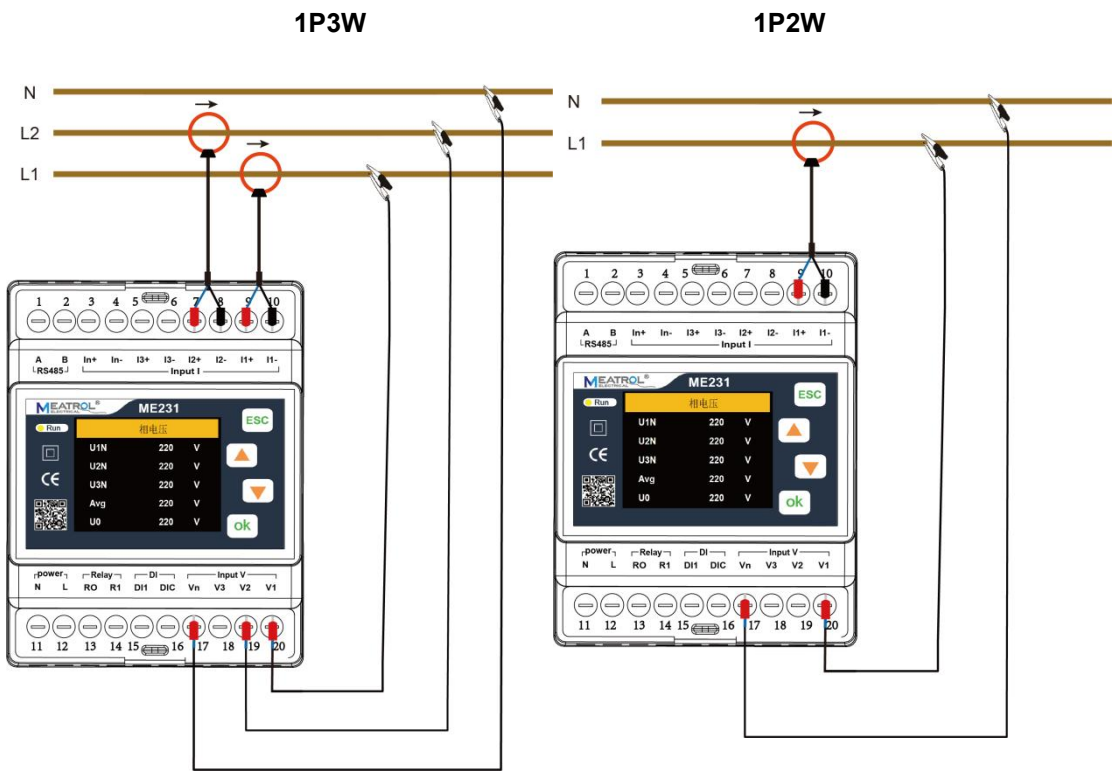 1P3W
1P2W
N
L2
L1
1 2 3 4 5 6 7 8 9 10
A B In+ In- I3+ I3- I2+ I2- I1+ I1-
RS485 Input I
MEATROL®
ELECTRICAL
ME231
Run
相电压
U1N 220 V
U2N 220 V
U3N 220 V
Avg 220 V
U0 220 V
ESC
ok
CE
power Relay DI Input V
N L RO R1 DI1 DIC Vn V3 V2 V1
11 12 13 14 15 16 17 18 19 20
N
L1
1 2 3 4 5 6 7 8 9 10
A B In+ In- I3+ I3- I2+ I2- I1+ I1-
RS485 Input I
MEATROL®
ELECTRICAL
ME231
Run
相电压
U1N 220 V
U2N 220 V
U3N 220 V
Avg 220 V
U0 220 V
ESC
ok
CE
power Relay DI Input V
N L RO R1 DI1 DIC Vn V3 V2 V1
11 12 13 14 15 16 17 18 19 20